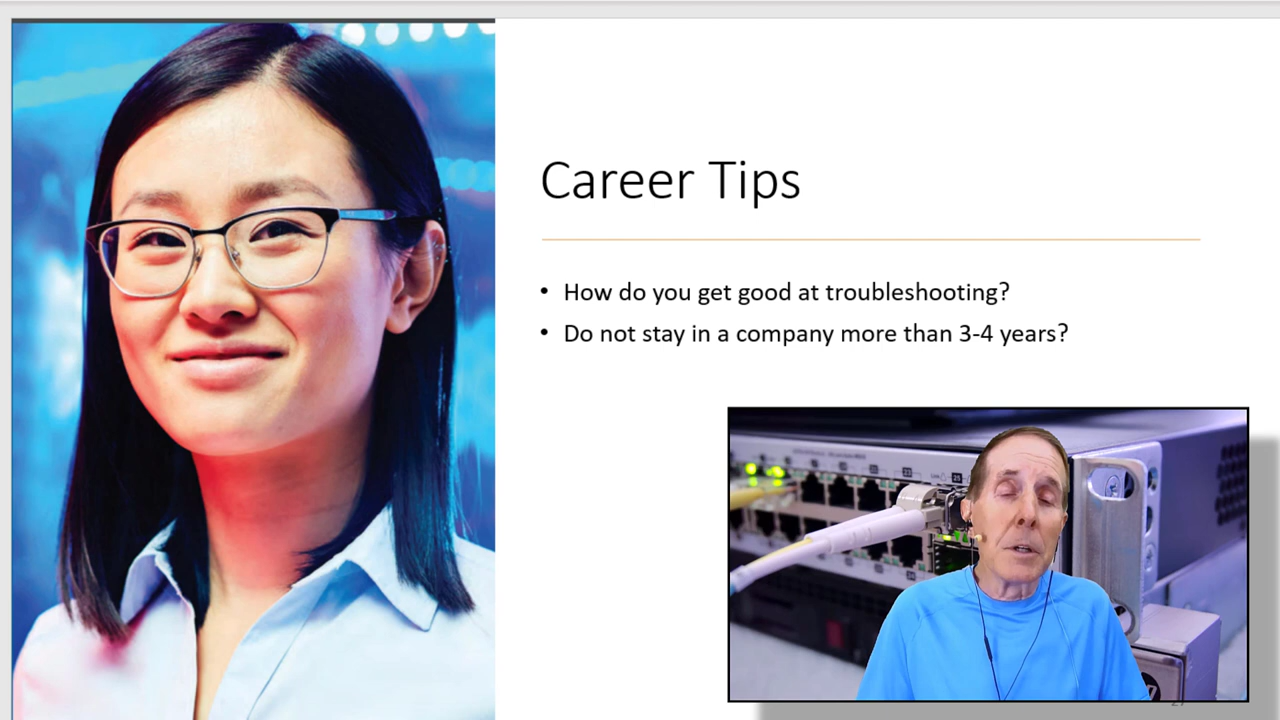 Career Tips
• How do you get good at troubleshooting?
• Do not stay in a company more than 3-4 years?